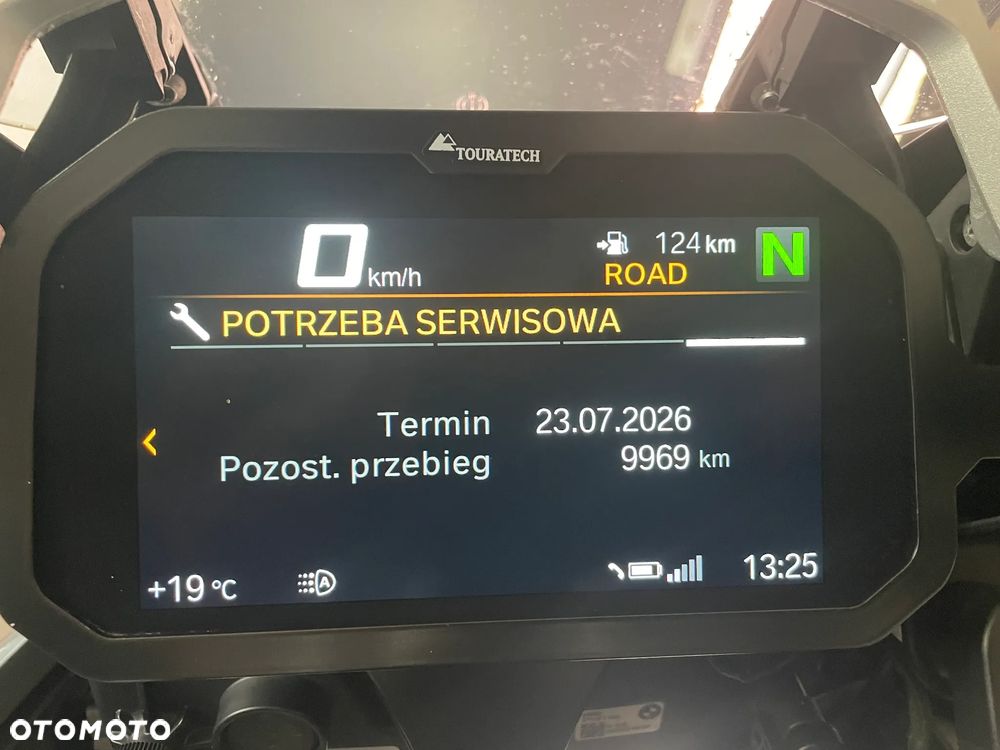 TOURATECH
0 km/h
124 km
ROAD
N
POTRZEBA SERWISOWA
Termin 23.07.2026
Pozost. przebieg 9969 km
+19 °C
A
13:25
OTOMOTO